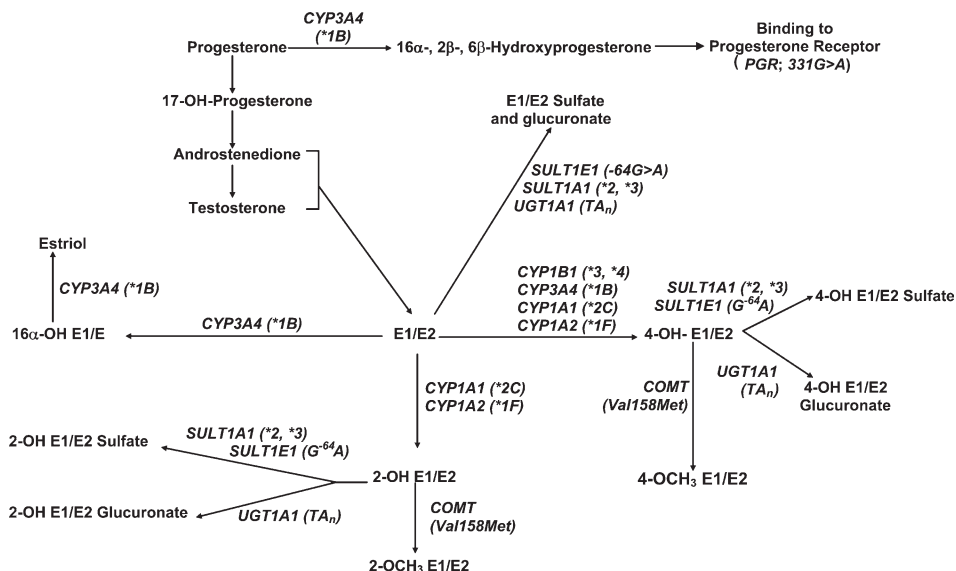 CYP3A4
(*1B)
Progesterone
16α-, 2β-, 6β-Hydroxyprogesterone
Binding to
Progesterone Receptor
( PGR; 331G>A)
17-OH-Progesterone
E1/E2 Sulfate
and glucuronate
Androstenedione
SULT1E1 (-64G>A)
SULT1A1 (*2, *3)
UGT1A1 (TAn)
Testosterone
Estriol
CYP3A4 (*1B)
CYP1B1 (*3, *4)
CYP3A4 (*1B)
CYP1A1 (*2C)
CYP1A2 (*1F)
SULT1A1 (*2, *3)
SULT1E1 (G-64A)
4-OH E1/E2 Sulfate
16α-OH E1/E
CYP3A4 (*1B)
E1/E2
4-OH- E1/E2
UGT1A1
(TAn)
4-OH E1/E2
Glucuronate
COMT
(Val158Met)
CYP1A1 (*2C)
CYP1A2 (*1F)
2-OH E1/E2 Sulfate
SULT1A1 (*2, *3)
SULT1E1 (G-64A)
2-OH E1/E2
4-OCH3 E1/E2
2-OH E1/E2 Glucuronate
UGT1A1 (TAn)
COMT
(Val158Met)
2-OCH3 E1/E2